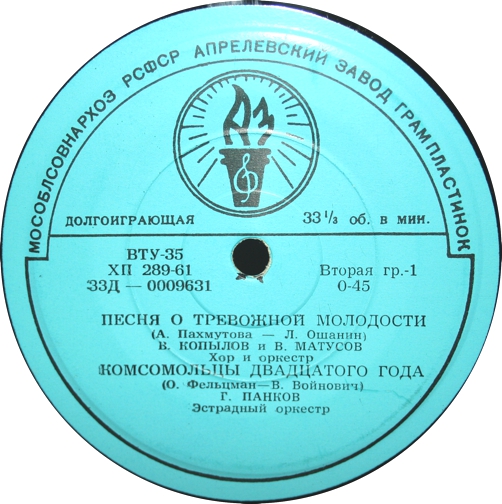 МОСОБЛСОВНАРХОЗ РСФСР АПРЕЛЕВСКИЙ ЗАВОД ГРАМПЛАСТИНОК
АЗ
ДОЛГОИГРАЮЩАЯ 33 1/3 об. в мин.
ВТУ-35
ХП 289-61 Вторая гр.-1
33Д — 0009631 0-45
ПЕСНЯ О ТРЕВОЖНОЙ МОЛОДОСТИ
(А. Пахмутова — Л. Ошанин)
В. КОПЫЛОВ и В. МАТУСОВ
Хор и оркестр
КОМСОМОЛЬЦЫ ДВАДЦАТОГО ГОДА
(О. Фельцман—В. Войнович)
Г. ПАНКОВ
Эстрадный оркестр